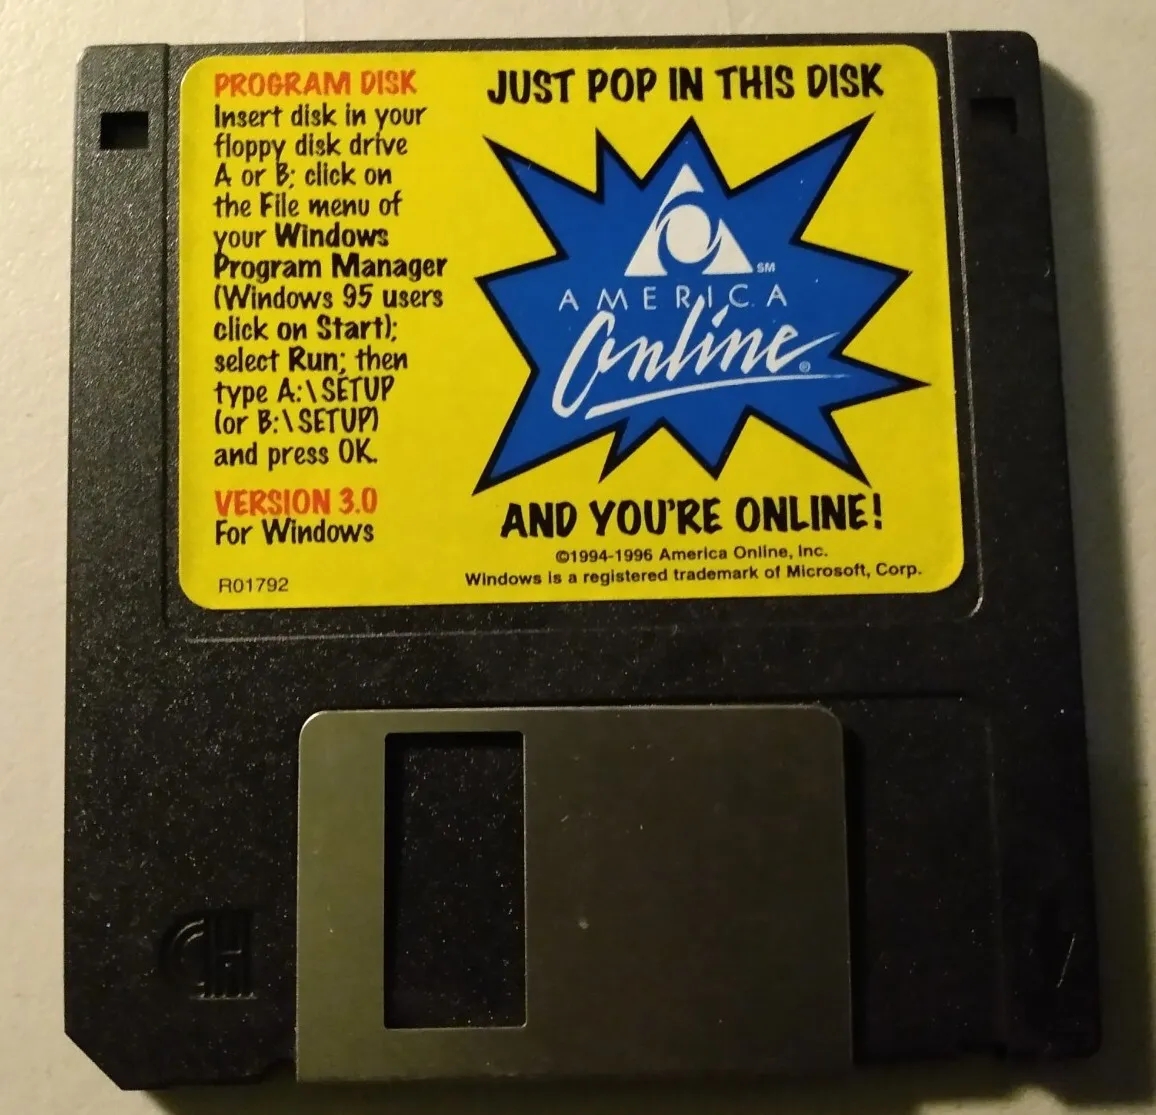 PROGRAM DISK
Insert disk in your
floppy disk drive
A or B; click on
the File menu of
your Windows
Program Manager
(Windows 95 users
click on Start);
select Run; then
type A:\SETUP
(or B:\SETUP)
and press OK.
VERSION 3.0
For Windows
R01792
JUST POP IN THIS DISK
SM
AMERICA
Online®
AND YOU'RE ONLINE!
©1994-1996 America Online, Inc.
Windows is a registered trademark of Microsoft, Corp.